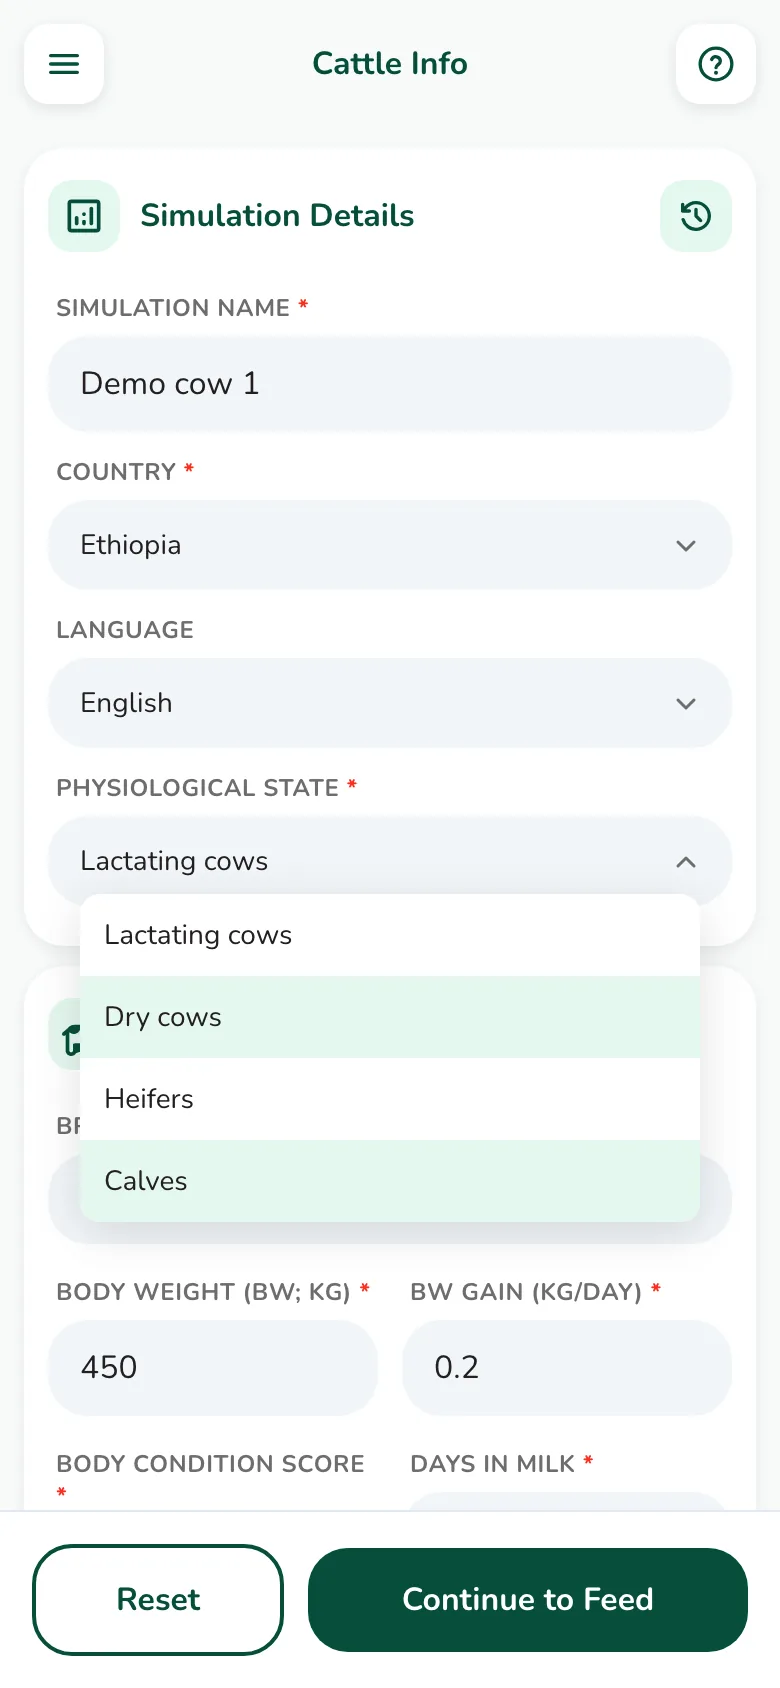 Cattle Info
Simulation Details
SIMULATION NAME *
Demo cow 1
COUNTRY *
Ethiopia
LANGUAGE
English
PHYSIOLOGICAL STATE *
Lactating cows
Lactating cows
Dry cows
Heifers
Calves
BODY WEIGHT (BW; KG) *
BW GAIN (KG/DAY) *
450
0.2
BODY CONDITION SCORE *
DAYS IN MILK *
Reset
Continue to Feed